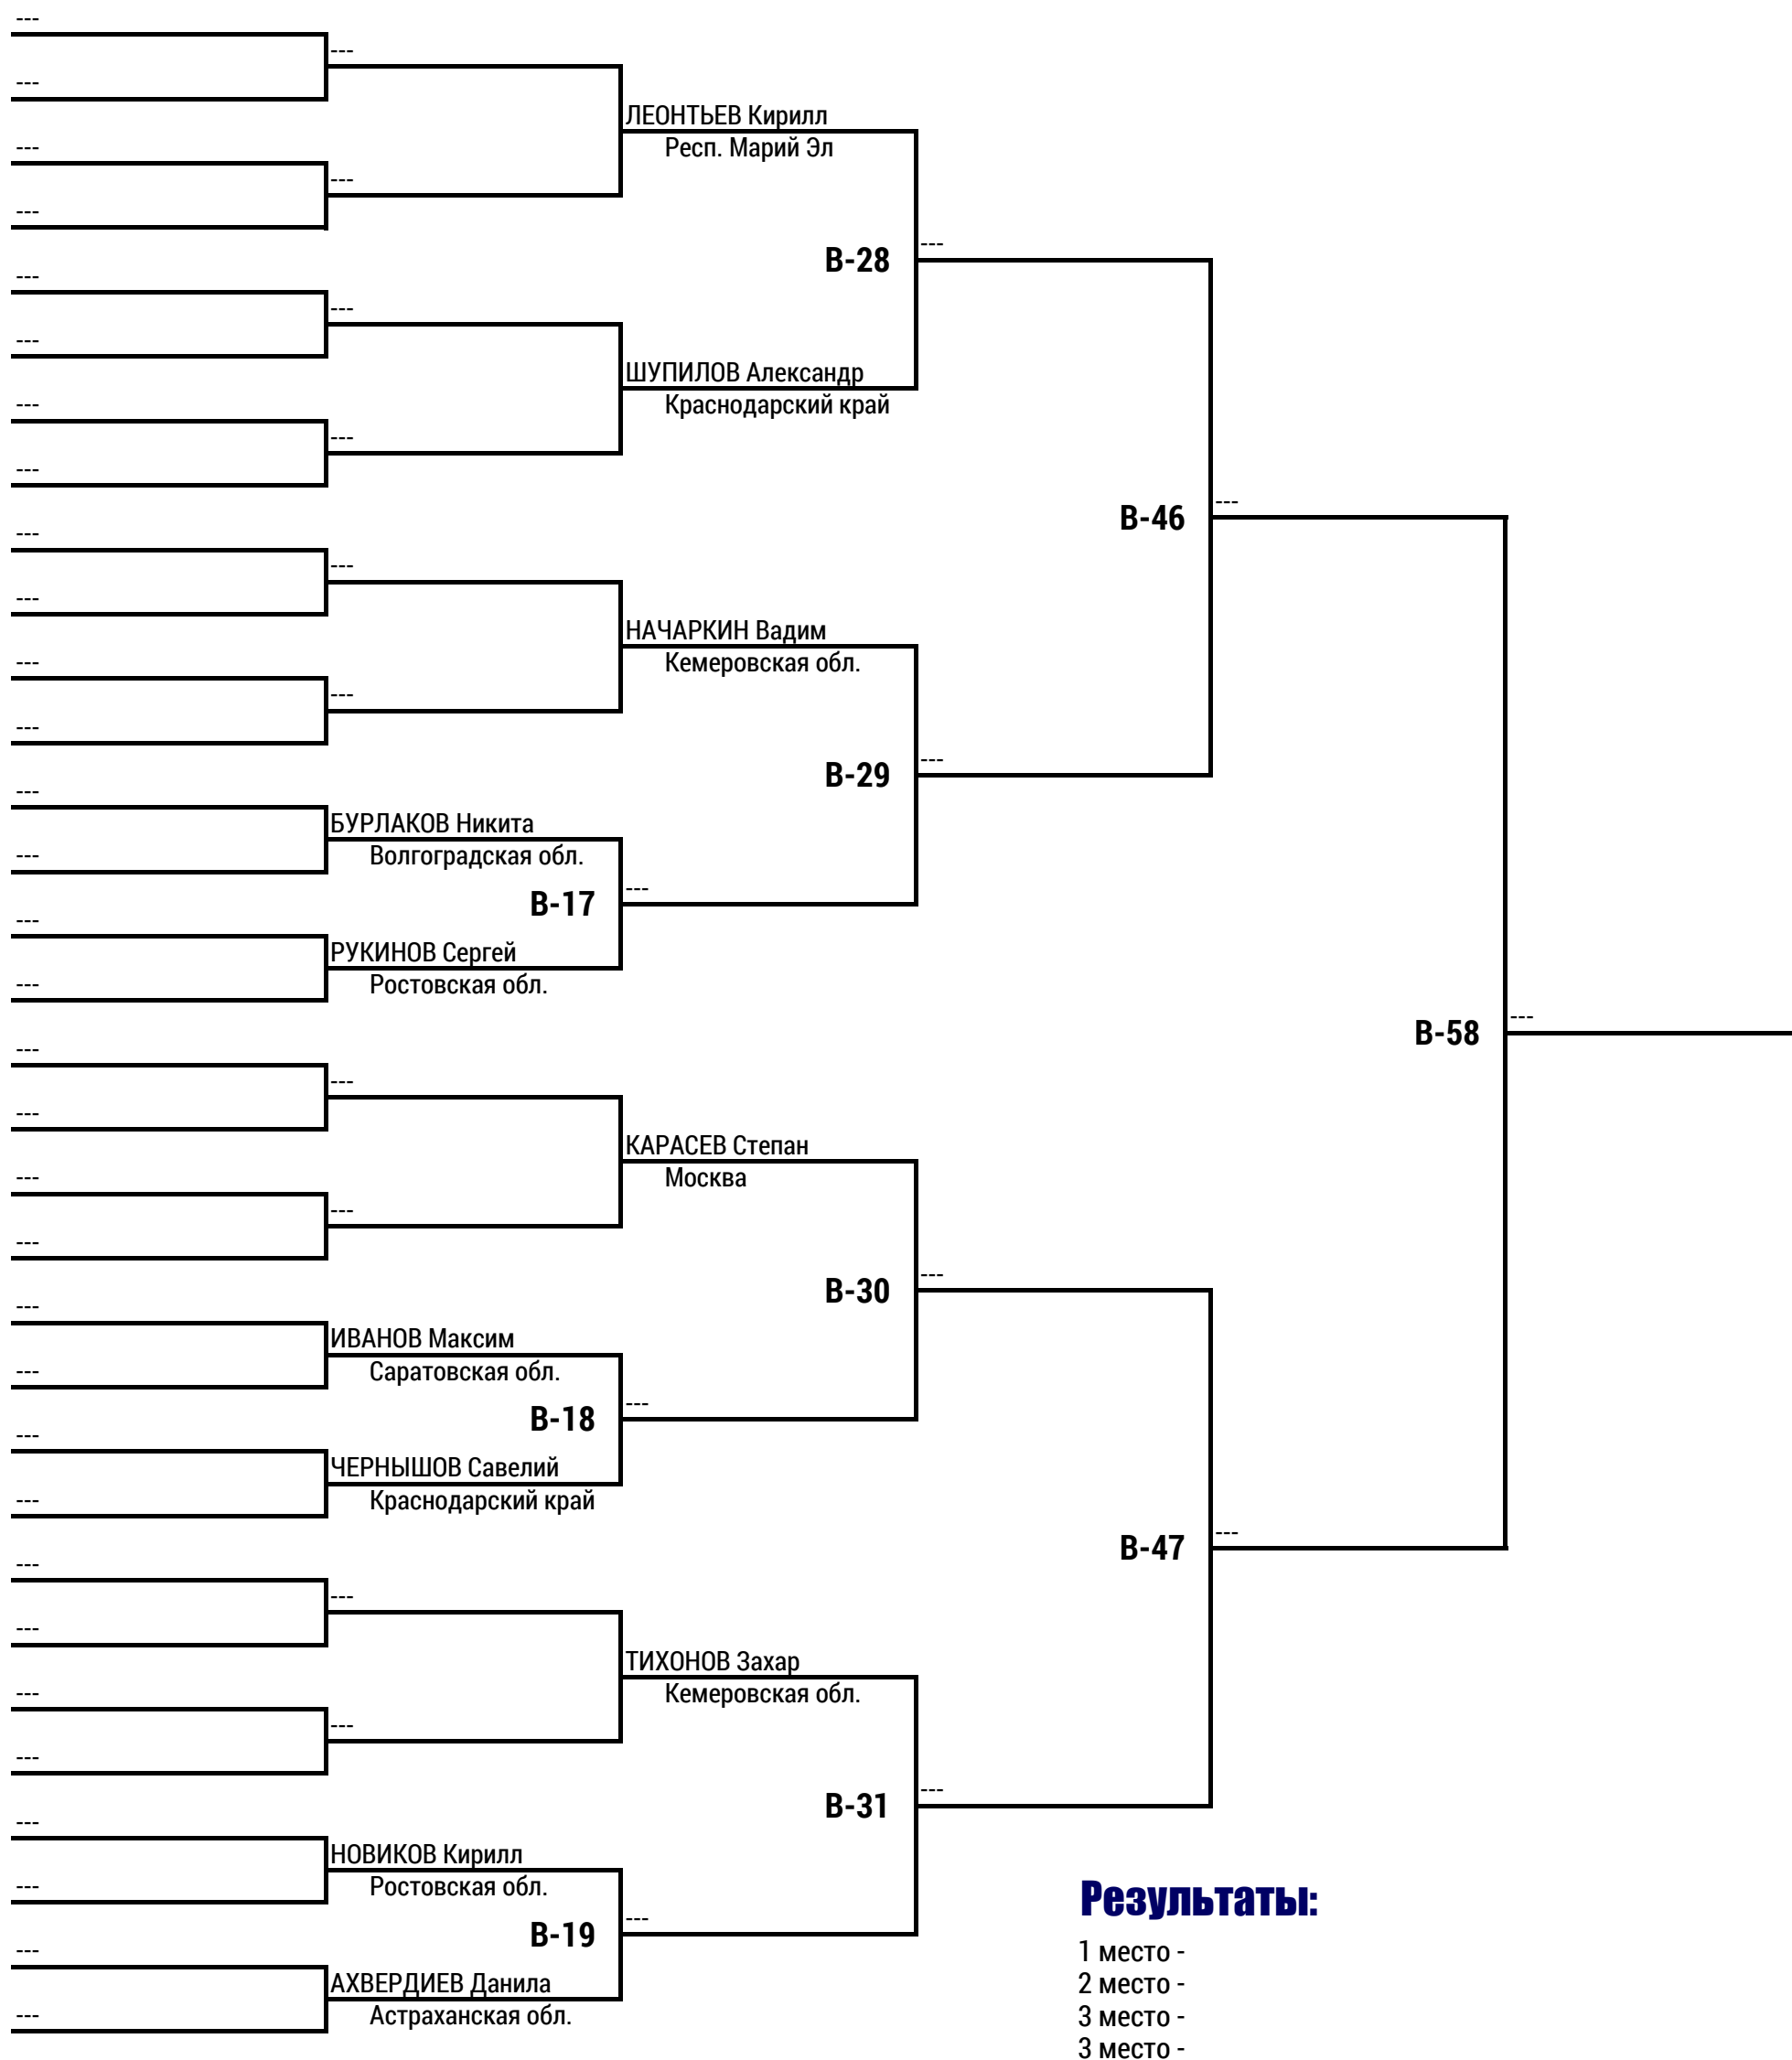 ---
---
---
---
ЛЕОНТЬЕВ Кирилл
Респ. Марий Эл
---
---
---
B-28
---
---
---
---
ШУПИЛОВ Александр
Краснодарский край
---
---
---
B-46
---
---
---
---
НАЧАРКИН Вадим
Кемеровская обл.
---
---
---
B-29
---
---
БУРЛАКОВ Никита
Волгоградская обл.
---
B-17
---
---
РУКИНОВ Сергей
Ростовская обл.
---
B-58
---
---
---
---
КАРАСЕВ Степан
Москва
---
---
---
B-30
---
---
ИВАНОВ Максим
Саратовская обл.
---
B-18
---
---
ЧЕРНЫШОВ Савелий
Краснодарский край
---
B-47
---
---
---
---
ТИХОНОВ Захар
Кемеровская обл.
---
---
---
B-31
---
---
НОВИКОВ Кирилл
Ростовская обл.
---
B-19
---
---
АХВЕРДИЕВ Данила
Астраханская обл.
---
Результаты:
1 место -
2 место -
3 место -
3 место -